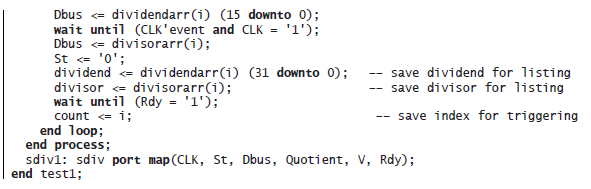 Dbus <= dividendarr(i) (15 downto 0);
wait until (CLK'event and CLK = '1');
Dbus <= divisorarr(i);
St <= '0';
dividend <= dividendarr(i) (31 downto 0); -- save dividend for listing
divisor <= divisorarr(i); -- save divisor for listing
wait until (Rdy = '1');
count <= i; -- save index for triggering
end loop;
end process;
sdiv1: sdiv port map(CLK, St, Dbus, Quotient, V, Rdy);
end test1;